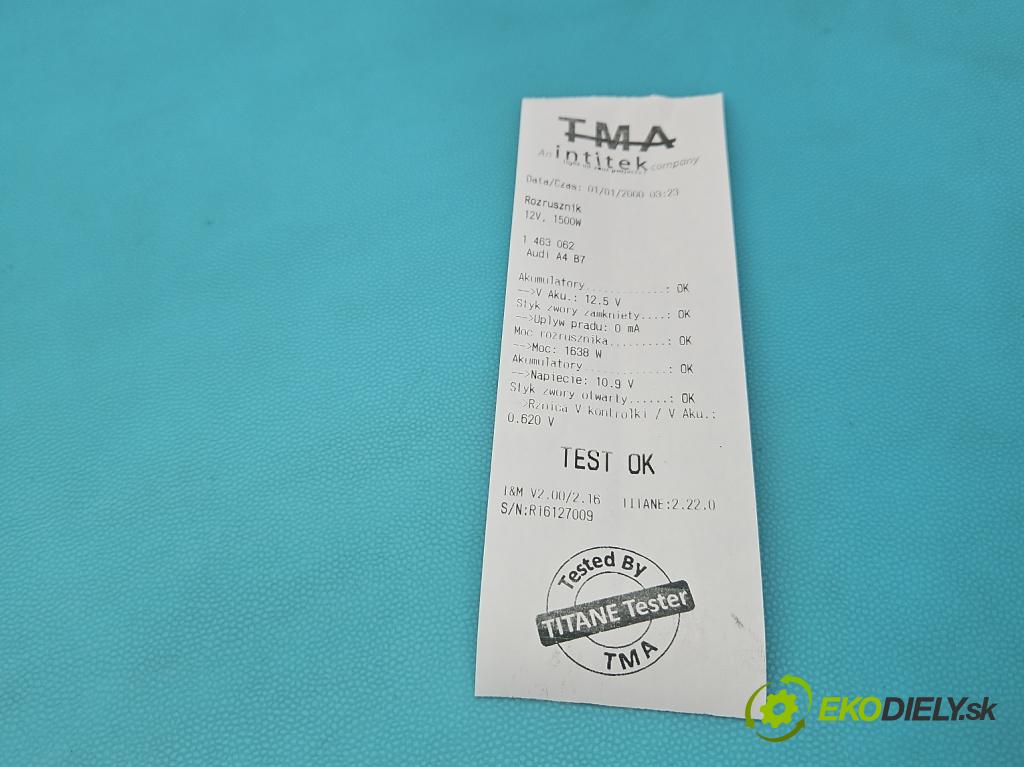 TMA
An intitek company
Data/Czas: 01/01/2000 03:23
Rozrusznik
12V, 1500W
1 463 062
Audi A4 B7
Akumulatory............: OK
-->V Aku.: 12.5 V
Styk zwory zamkniety....: OK
-->Uplyw pradu: 0 mA
Moc rozrusznika.........: OK
-->Moc: 1638 W
Akumulatory............: OK
-->Napiecie: 10.9 V
Styk zwory otwarty......: OK
-->Rznica V kontrolki / V Aku.:
0.620 V
TEST OK
I&M V2.00/2.16 TITANE:2.22.0
S/N:RT6127009
Tested By
TITANE Tester
TMA
EKODIELY.sk